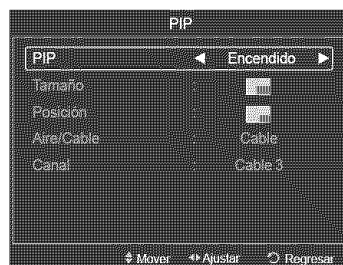 PIP
PIP ◀ Encendido ▶
Tamaño :
Posición :
Aire/Cable : Cable
Canal : Cable 3
Mover Ajustar Regresar